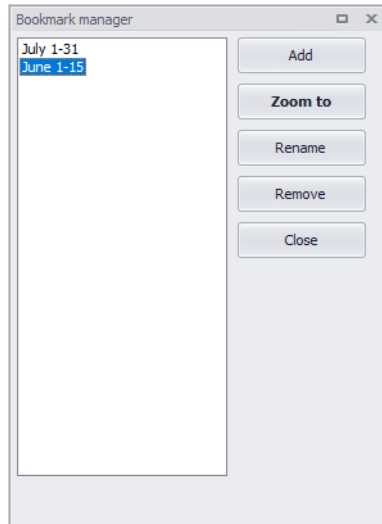 Bookmark manager
July 1-31
June 1-15
Add
Zoom to
Rename
Remove
Close